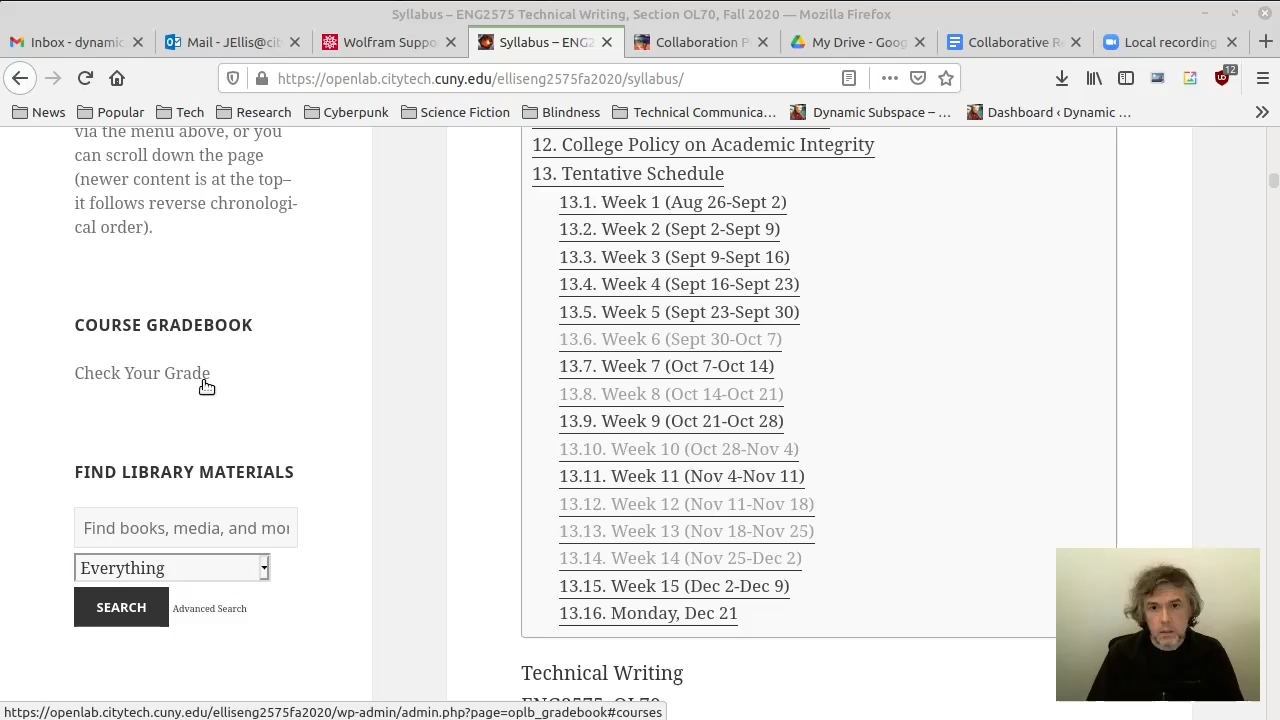 Syllabus – ENG2575 Technical Writing, Section OL70, Fall 2020 — Mozilla Firefox
Inbox - dynamic
Mail - JEllis@cit
Wolfram Suppo
Syllabus – ENG2
Collaboration P
My Drive - Goog
Collaborative R
Local recording
https://openlab.citytech.cuny.edu/elliseng2575fa2020/syllabus/
12
News
Popular
Tech
Research
Cyberpunk
Science Fiction
Blindness
Technical Communica…
Dynamic Subspace – …
Dashboard ‹ Dynamic …
via the menu above, or you
can scroll down the page
(newer content is at the top–
it follows reverse chronologi-
cal order).
COURSE GRADEBOOK
Check Your Grade
FIND LIBRARY MATERIALS
Find books, media, and mor
Everything
SEARCH
Advanced Search
12. College Policy on Academic Integrity
13. Tentative Schedule
13.1. Week 1 (Aug 26-Sept 2)
13.2. Week 2 (Sept 2-Sept 9)
13.3. Week 3 (Sept 9-Sept 16)
13.4. Week 4 (Sept 16-Sept 23)
13.5. Week 5 (Sept 23-Sept 30)
13.6. Week 6 (Sept 30-Oct 7)
13.7. Week 7 (Oct 7-Oct 14)
13.8. Week 8 (Oct 14-Oct 21)
13.9. Week 9 (Oct 21-Oct 28)
13.10. Week 10 (Oct 28-Nov 4)
13.11. Week 11 (Nov 4-Nov 11)
13.12. Week 12 (Nov 11-Nov 18)
13.13. Week 13 (Nov 18-Nov 25)
13.14. Week 14 (Nov 25-Dec 2)
13.15. Week 15 (Dec 2-Dec 9)
13.16. Monday, Dec 21
Technical Writing
ENG2575, OL70
https://openlab.citytech.cuny.edu/elliseng2575fa2020/wp-admin/admin.php?page=oplb_gradebook#courses